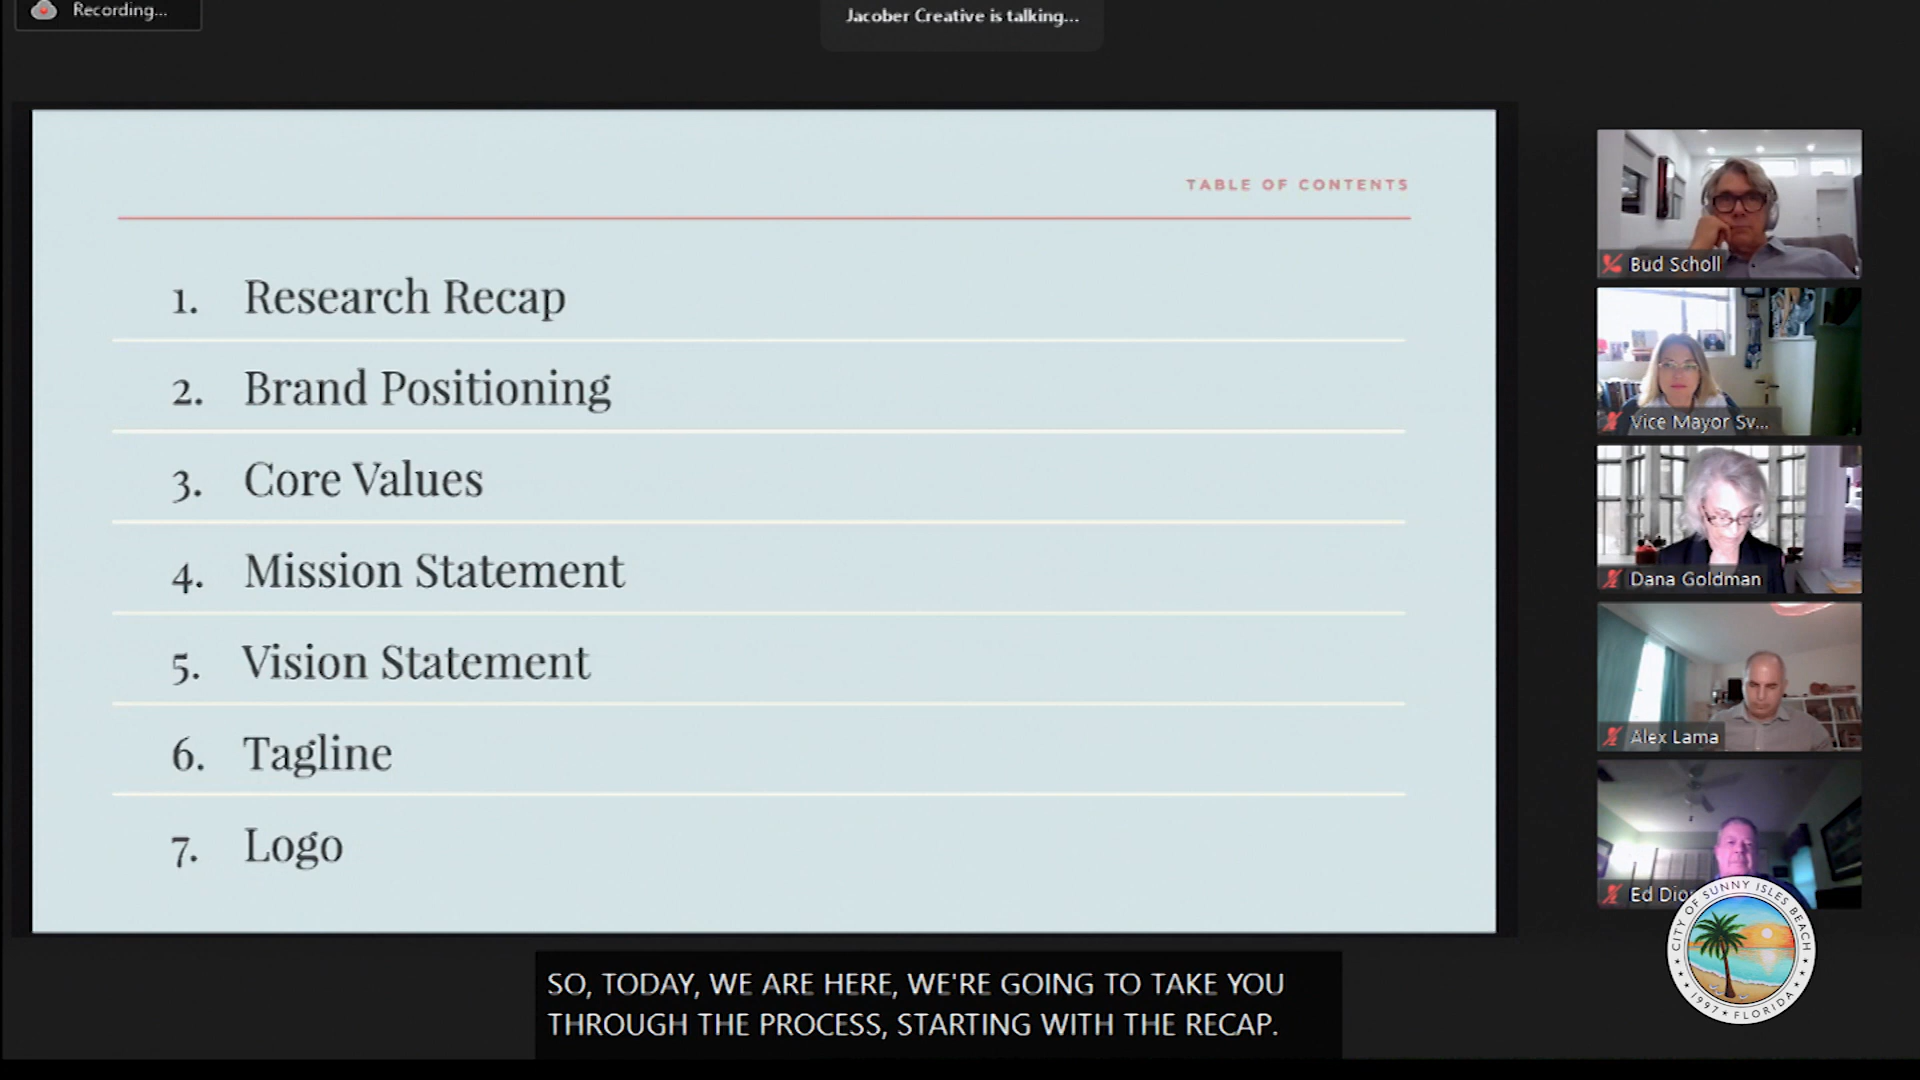 Recording...
Jacober Creative is talking...
TABLE OF CONTENTS
1. Research Recap
2. Brand Positioning
3. Core Values
4. Mission Statement
5. Vision Statement
6. Tagline
7. Logo
Bud Scholl
Vice Mayor Sv...
Dana Goldman
Alex Lama
Ed Dio
CITY OF SUNNY ISLES BEACH
1997 ★ FLORIDA
SO, TODAY, WE ARE HERE, WE'RE GOING TO TAKE YOU
THROUGH THE PROCESS, STARTING WITH THE RECAP.